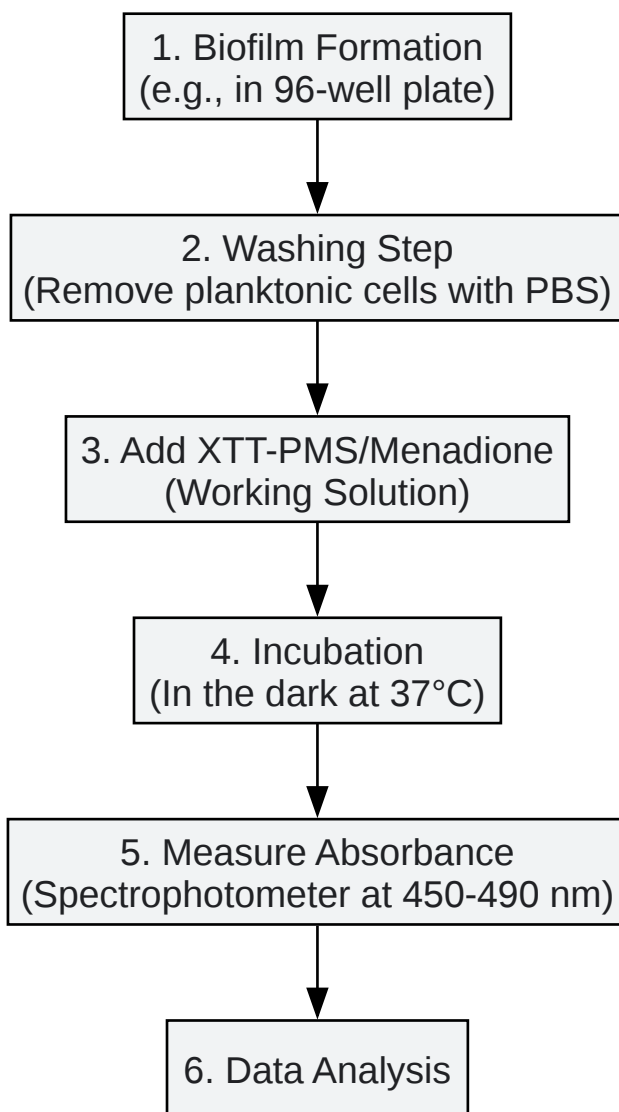 1. Biofilm Formation
(e.g., in 96-well plate)
2. Washing Step
(Remove planktonic cells with PBS)
3. Add XTT-PMS/Menadione
(Working Solution)
4. Incubation
(In the dark at 37°C)
5. Measure Absorbance
(Spectrophotometer at 450-490 nm)
6. Data Analysis